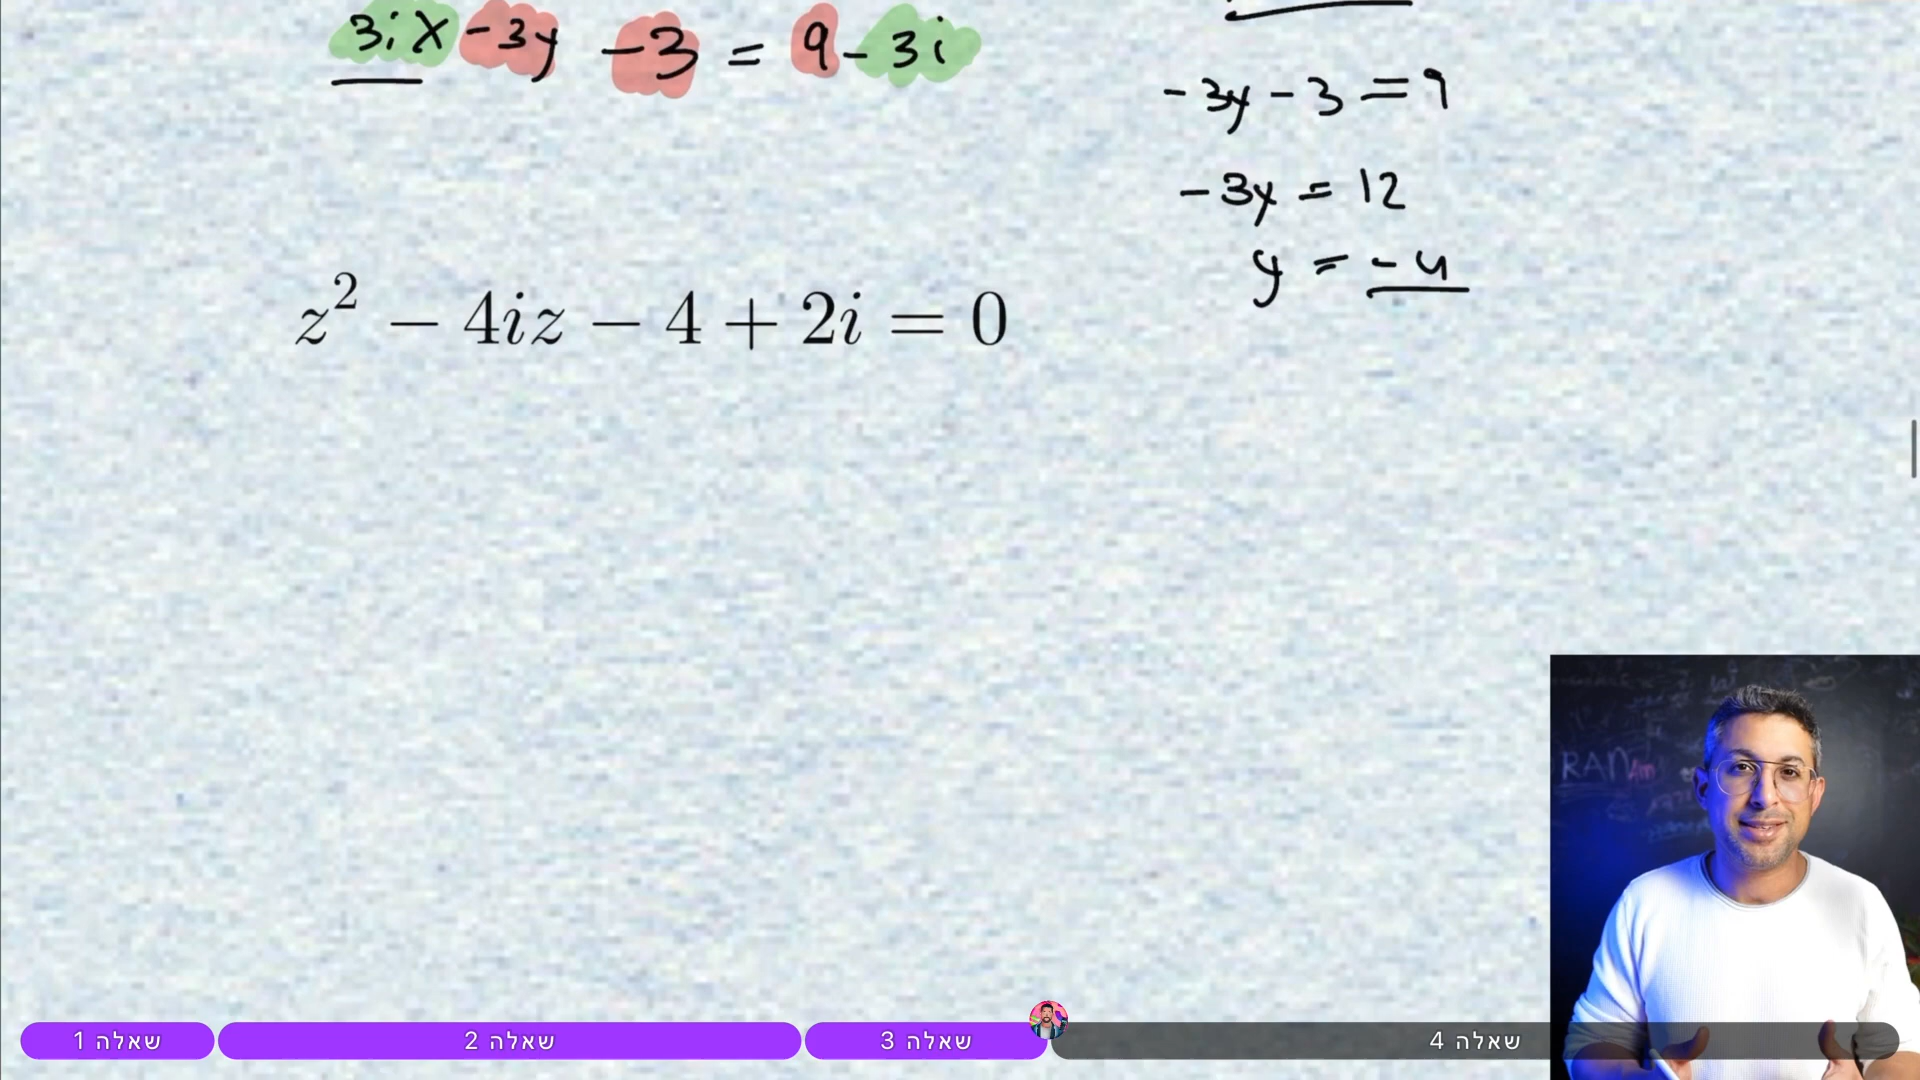 3ix - 3y - 3 = 9 - 3i
-3y - 3 = 9
-3y = 12
y = -4
z² − 4iz − 4 + 2i = 0
RAN
שאלה 1
שאלה 2
שאלה 3
שאלה 4